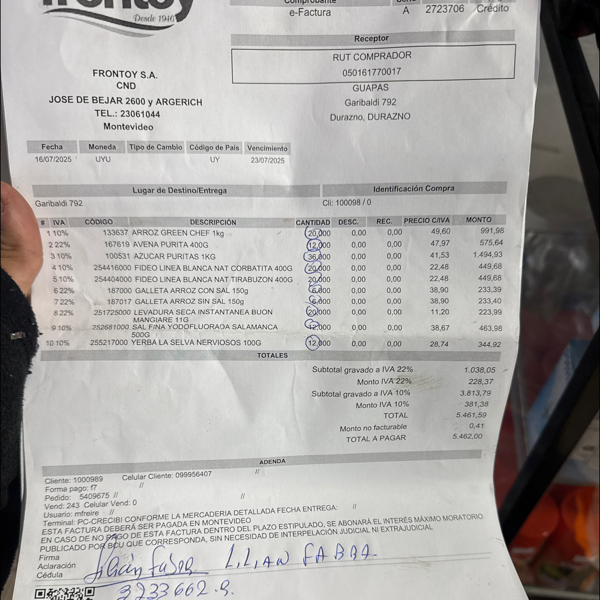 frontoy
Desde 1940
Comprobante Serie
e-Factura A 2723706 Crédito
Receptor
RUT COMPRADOR
050161770017
GUAPAS
Garibaldi 792
Durazno, DURAZNO
FRONTOY S.A.
CND
JOSE DE BEJAR 2600 y ARGERICH
TEL.: 23061044
Montevideo
Fecha Moneda Tipo de Cambio Código de País Vencimiento
16/07/2025 UYU UY 23/07/2025
Lugar de Destino/Entrega Identificación Compra
Garibaldi 792 Cli: 100098 / 0
# IVA CÓDIGO DESCRIPCIÓN CANTIDAD DESC. REC. PRECIO C/IVA MONTO
1 10% 133637 ARROZ GREEN CHEF 1kg 20,000 0,00 0,00 49,60 991,98
2 22% 167619 AVENA PURITA 400G 12,000 0,00 0,00 47,97 575,64
3 10% 100531 AZUCAR PURITAS 1KG 36,000 0,00 0,00 41,53 1.494,93
4 10% 254416000 FIDEO LINEA BLANCA NAT CORBATITA 400G 20,000 0,00 0,00 22,48 449,68
5 10% 254404000 FIDEO LINEA BLANCA NAT TIRABUZON 400G 20,000 0,00 0,00 22,48 449,68
6 22% 187000 GALLETA ARROZ CON SAL 150g 6,000 0,00 0,00 38,90 233,39
7 22% 187017 GALLETA ARROZ SIN SAL 150g 6,000 0,00 0,00 38,90 233,40
8 22% 251725000 LEVADURA SECA INSTANTANEA BUON MANGIARE 11G 20,000 0,00 0,00 11,20 223,99
9 10% 252681000 SAL FINA YODOFLUORADA SALAMANCA 500G 12,000 0,00 0,00 38,67 463,98
10 10% 255217000 YERBA LA SELVA NERVIOSOS 100G 12,000 0,00 0,00 28,74 344,92
TOTALES
Subtotal gravado a IVA 22% 1.038,05
Monto IVA 22% 228,37
Subtotal gravado a IVA 10% 3.813,79
Monto IVA 10% 381,38
TOTAL 5.461,59
Monto no facturable 0,41
TOTAL A PAGAR 5.462,00
ADENDA
Cliente: 1000989 Celular Cliente: 099956407
Forma pago: f7 //
Pedido: 5409675 // //
Vend: 243 Celular Vend: 0
Usuario: mfreire //
Terminal: PC-CRECIBI CONFORME LA MERCADERIA DETALLADA FECHA ENTREGA: //
ESTA FACTURA DEBERÁ SER PAGADA EN MONTEVIDEO
EN CASO DE NO PAGO DE ESTA FACTURA DENTRO DEL PLAZO ESTIPULADO, SE ABONARÁ EL INTERÉS MÁXIMO MORATORIO
PUBLICADO POR BCU QUE CORRESPONDA, SIN NECESIDAD DE INTERPELACIÓN JUDICIAL NI EXTRAJUDICIAL
Firma
Aclaración LILIAN FABRA
Cédula 3233662.9.